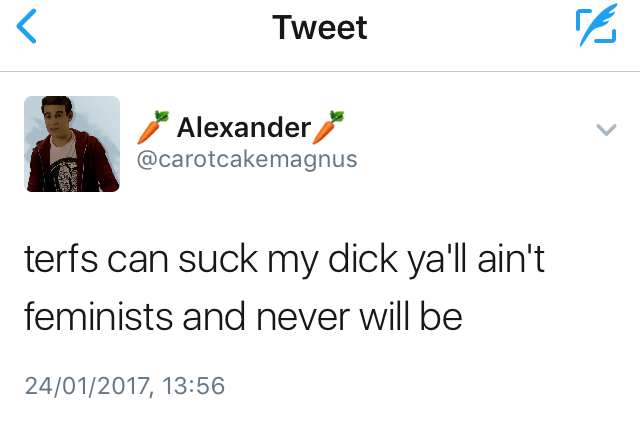 Tweet
🥕 Alexander🥕
@carotcakemagnus
terfs can suck my dick ya'll ain't
feminists and never will be
24/01/2017, 13:56